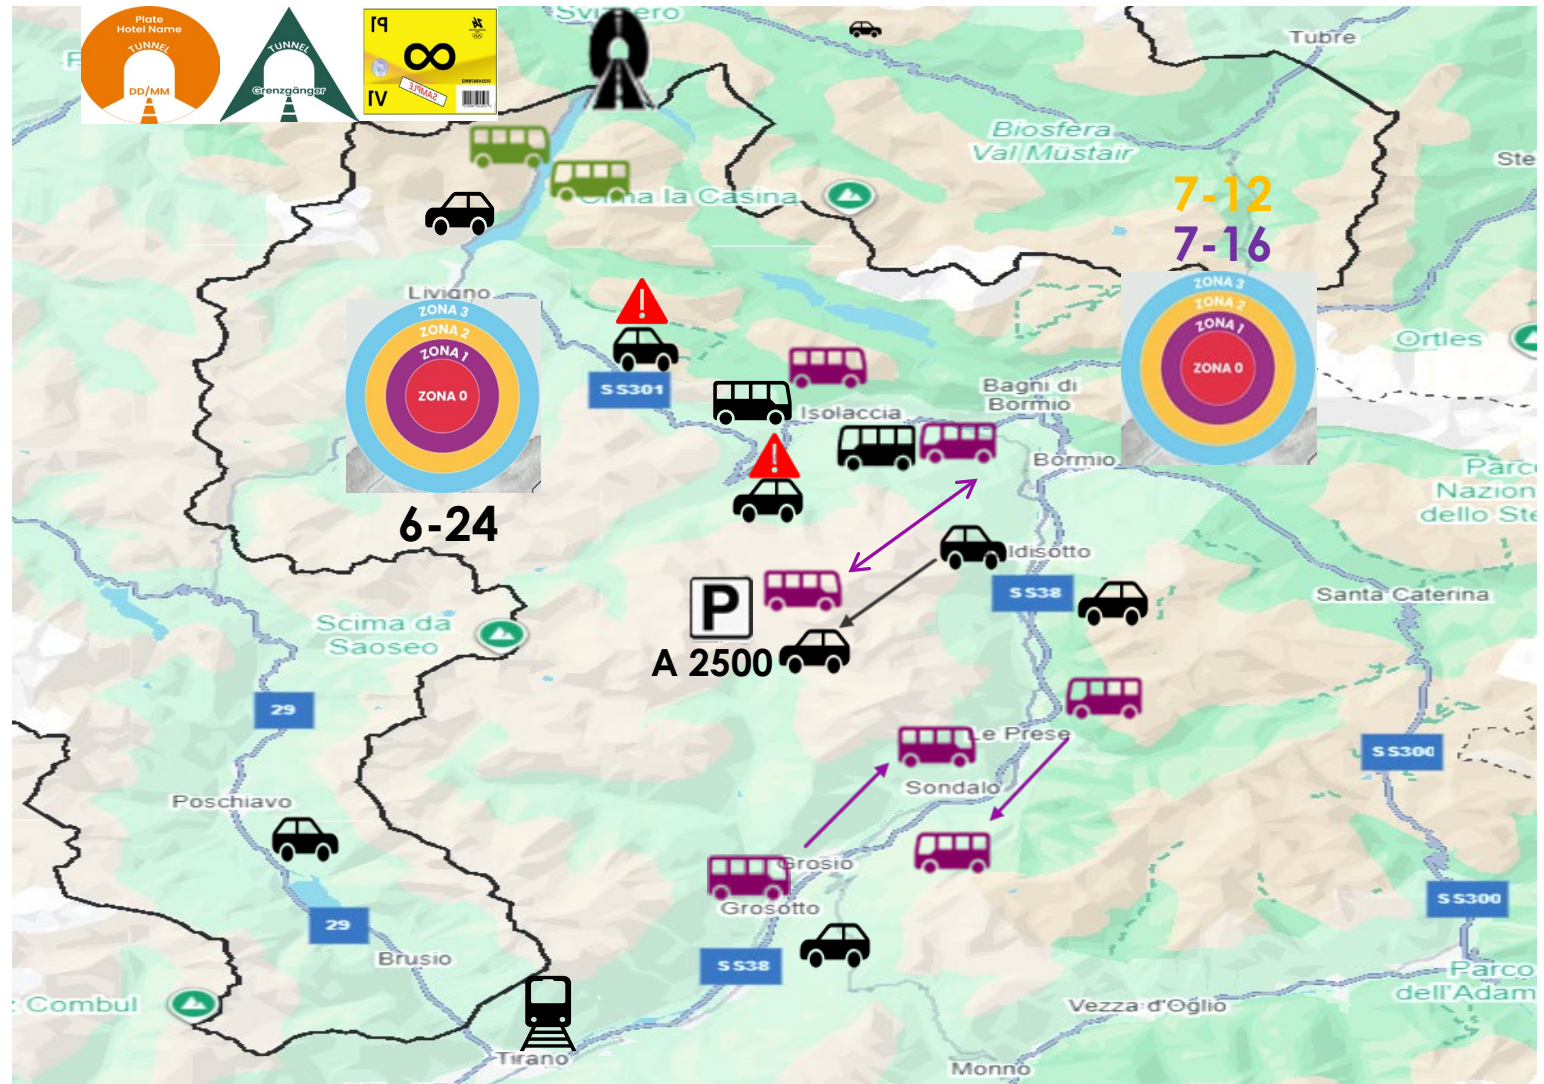 Plate
Hotel Name
TUNNEL
DD/MM
TUNNEL
Grenzgänger
P1
∞
SAMPLE
V1
Svizzero
Tubre
Biosfera
Val Müstair
Cima la Casina
7-12
7-16
Livigno
ZONA 3
ZONA 2
ZONA 1
ZONA 0
6-24
ZONA 3
ZONA 2
ZONA 1
ZONA 0
Ortles
SS301
Isolaccia
Bagni di
Bormio
Bormio
Parco
Nazion
dello Ste
Idisotto
SS38
Santa Caterina
Scima da
Saoseo
P
A 2500
29
Le Prese
Sondalo
SS300
Poschiavo
Grosio
Grosotto
SS300
29
SS38
Brusio
Parco
dell'Adam
z Combul
Vezza d'Oglio
Tirano
Monno